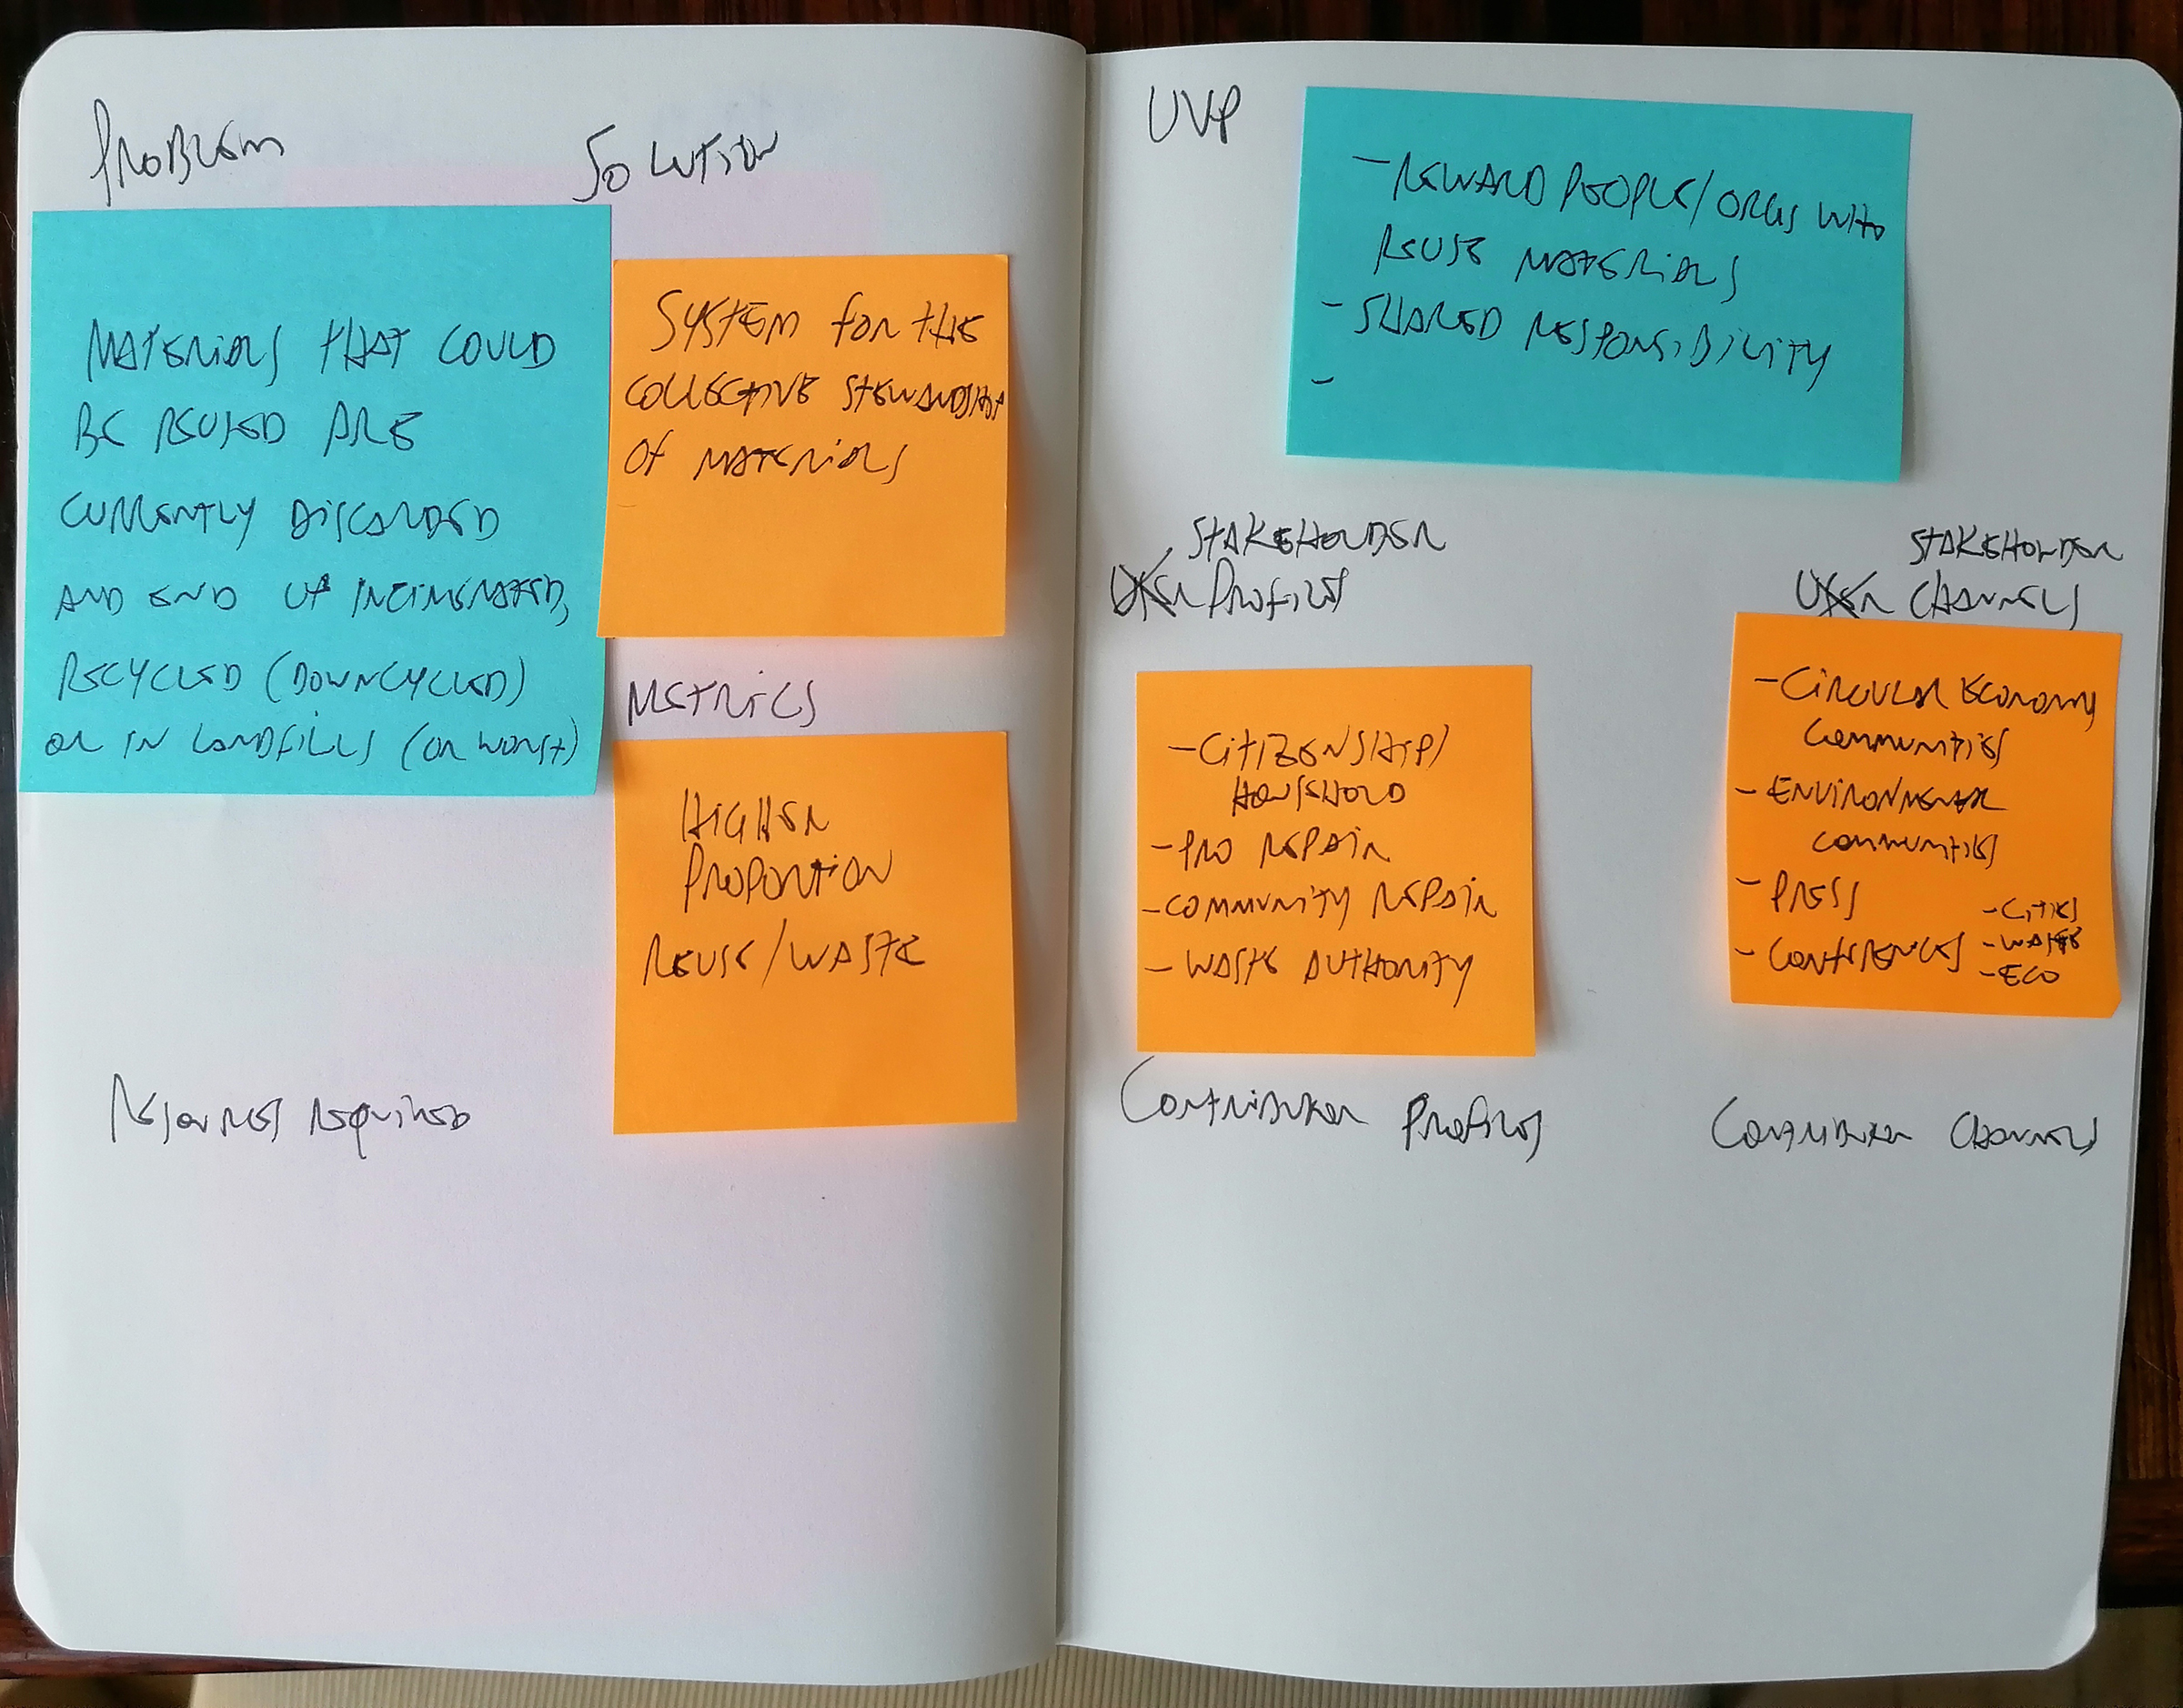 PROBLEM
MATERIALS THAT COULD
BE REUSED ARE
CURRENTLY DISCARDED
AND END UP INCINERATED,
RECYCLED (DOWNCYCLED)
OR IN LANDFILLS (OR WORST)
SOLUTION
SYSTEM FOR THE
COLLECTIVE STEWARDSHIP
OF MATERIALS
METRICS
HIGHER
PROPORTION
REUSE/WASTE
RESOURCES REQUIRED
UVP
- REWARD PEOPLE/ORGS WHO
REUSE MATERIALS
- SHARED RESPONSIBILITY
-
STAKEHOLDER
USER PROFILES
- CITIZENSHIP/
HOUSHOLD
- PRO REPAIR
- COMMUNITY REPAIR
- WASTE AUTHORITY
STAKEHOLDER
USER CHANNELS
- CIRCULAR ECONOMY
COMMUNITIES
- ENVIRONMENTAL
COMMUNITIES
- PRESS
- CONFERENCES
- CITIES
- WASTE
- ECO
CONTRIBUTOR PROFILES
CONTRIBUTOR CHANNELS